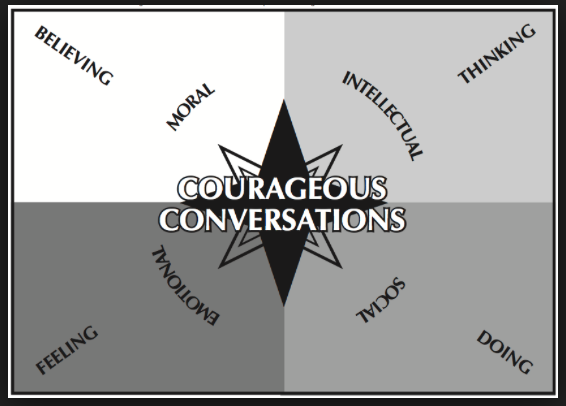 BELIEVING
MORAL
INTELLECTUAL
THINKING
COURAGEOUS
CONVERSATIONS
EMOTIONAL
FEELING
SOCIAL
DOING